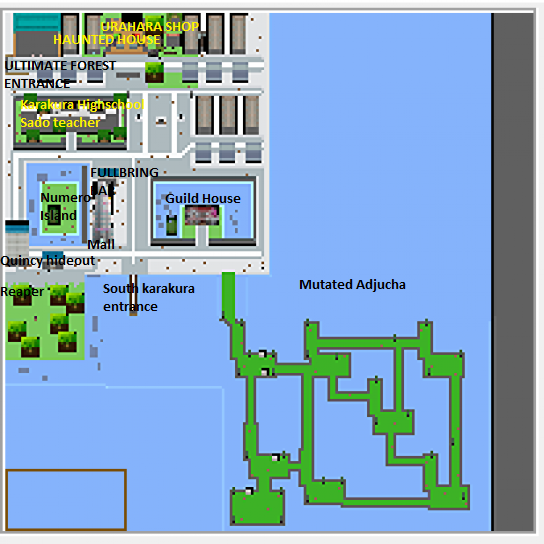 URAHARA SHOP
HAUNTED HOUSE
ULTIMATE FOREST
ENTRANCE
Karakura Highschool
Sado teacher
FULLBRING
Numero
Island
Guild House
Mall
Quincy hideout
Reaper
South karakura
entrance
Mutated Adjucha